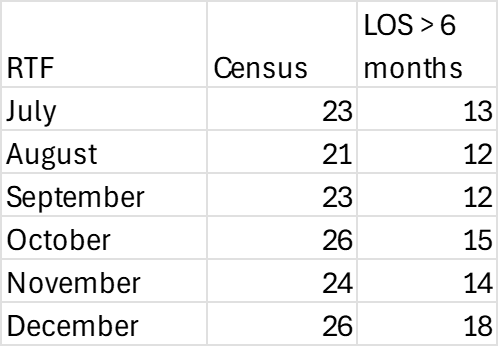 RTF Census LOS > 6 months
July 23 13
August 21 12
September 23 12
October 26 15
November 24 14
December 26 18